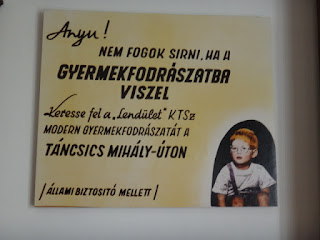 Anyu!
NEM FOGOK SIRNI, HA A
GYERMEKFODRÁSZATBA
VISZEL
Keresse fel a „Lendület" KTSz
MODERN GYERMEKFODRÁSZATÁT A
TÁNCSICS MIHÁLY-ÚTON
/ÁLLAMI BIZTOSITÓ MELLETT/